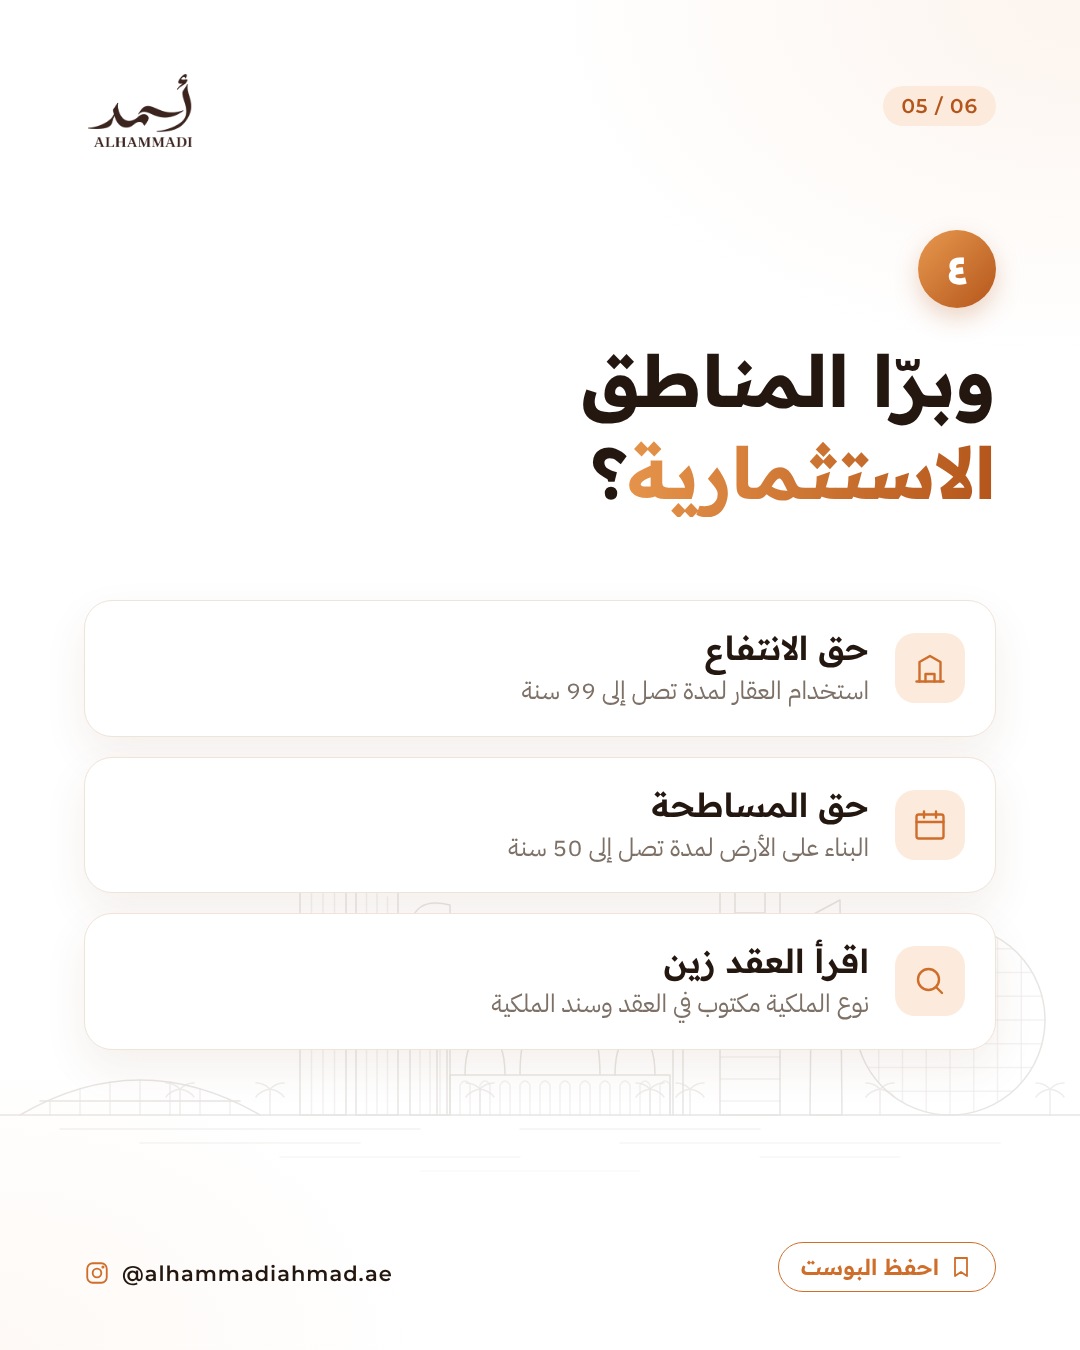 أحمد
ALHAMMADI
05 / 06
٤
وبرّا المناطق
الاستثمارية؟
حق الانتفاع
استخدام العقار لمدة تصل إلى 99 سنة
حق المساطحة
البناء على الأرض لمدة تصل إلى 50 سنة
اقرأ العقد زين
نوع الملكية مكتوب في العقد وسند الملكية
احفظ البوست
@alhammadiahmad.ae